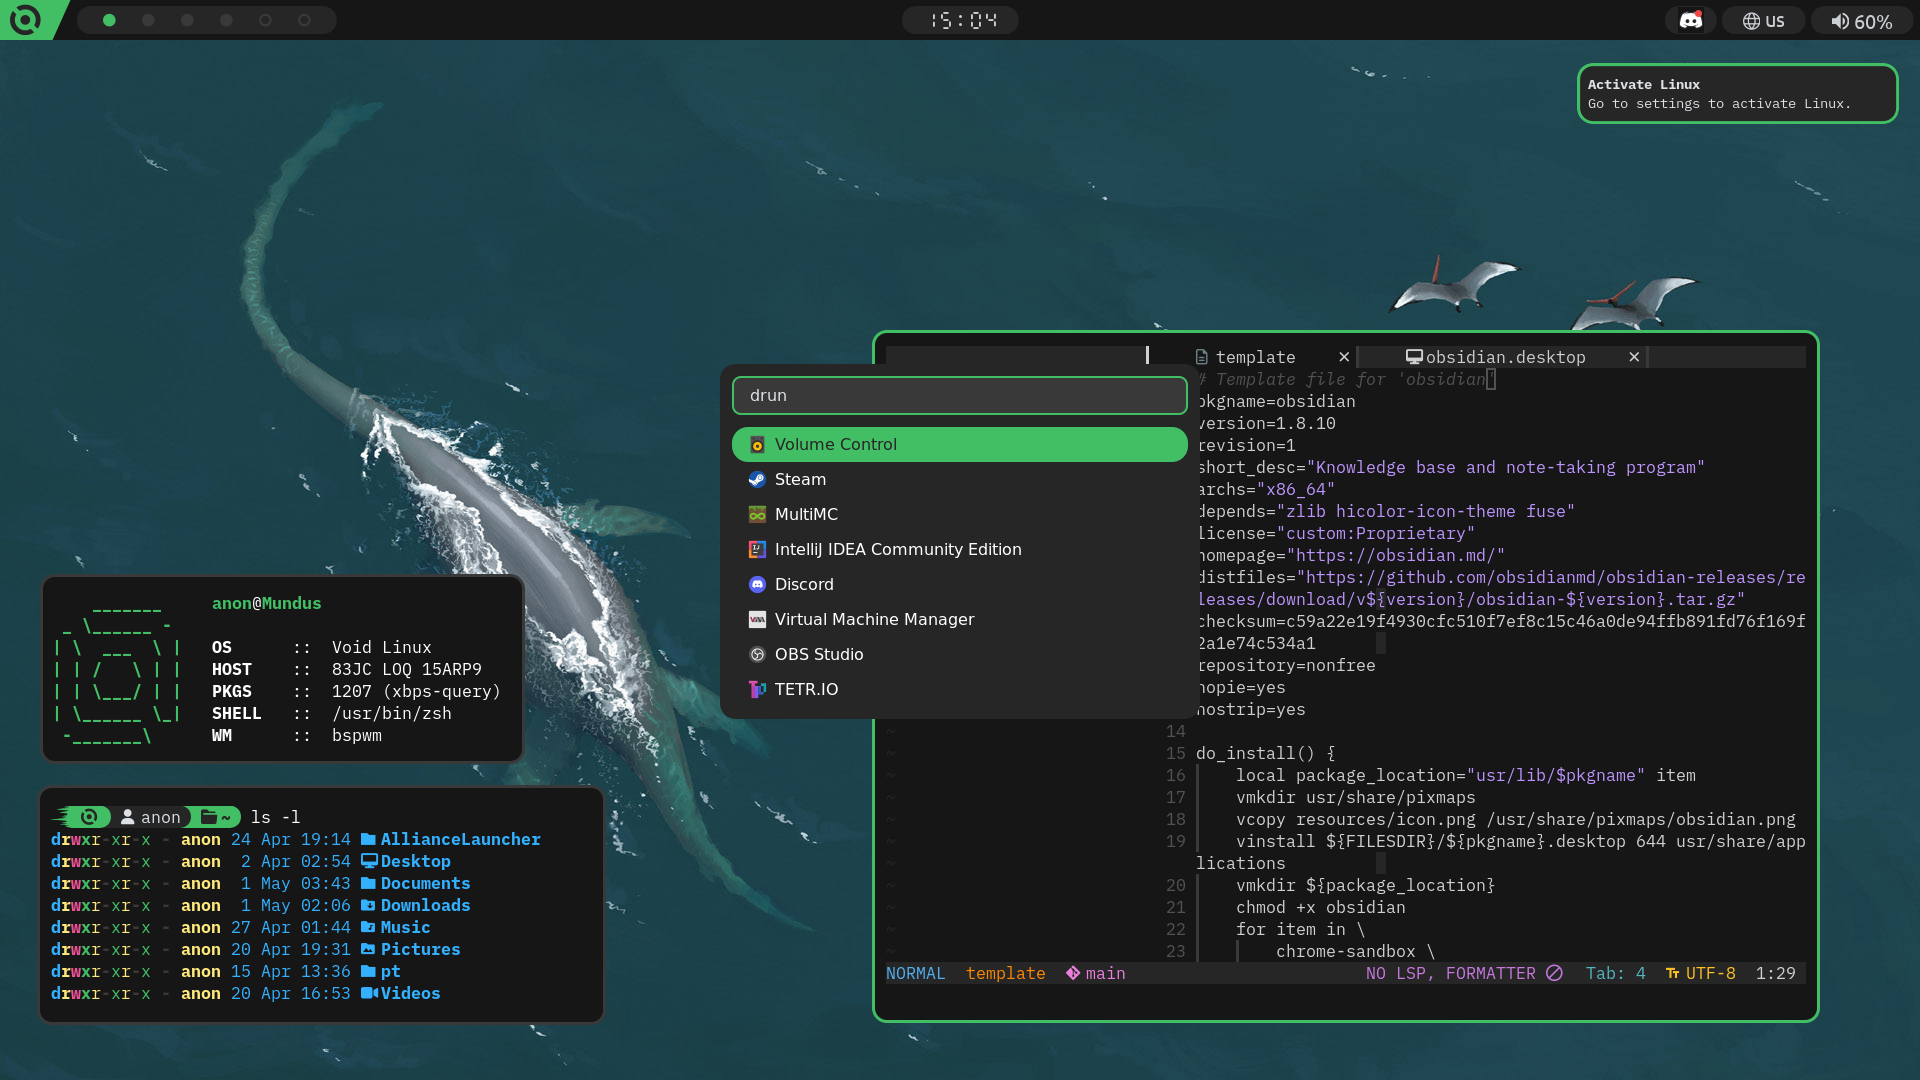 15:04
us
60%
Activate Linux
Go to settings to activate Linux.
template ✕
obsidian.desktop ✕
# Template file for 'obsidian'
pkgname=obsidian
version=1.8.10
revision=1
short_desc="Knowledge base and note-taking program"
archs="x86_64"
depends="zlib hicolor-icon-theme fuse"
license="custom:Proprietary"
homepage="https://obsidian.md/"
distfiles="https://github.com/obsidianmd/obsidian-releases/re
leases/download/v${version}/obsidian-${version}.tar.gz"
checksum=c59a22e19f4930cfc510f7ef8c15c46a0de94ffb891fd76f169f
2a1e74c534a1
repository=nonfree
nopie=yes
nostrip=yes
14
15 do_install() {
16 local package_location="usr/lib/$pkgname" item
17 vmkdir usr/share/pixmaps
18 vcopy resources/icon.png /usr/share/pixmaps/obsidian.png
19 vinstall ${FILESDIR}/${pkgname}.desktop 644 usr/share/app
lications
20 vmkdir ${package_location}
21 chmod +x obsidian
22 for item in \
23 chrome-sandbox \
NORMAL template main NO LSP, FORMATTER Tab: 4 UTF-8 1:29
drun
Volume Control
Steam
MultiMC
IntelliJ IDEA Community Edition
Discord
Virtual Machine Manager
OBS Studio
TETR.IO
anon@Mundus
OS :: Void Linux
HOST :: 83JC LOQ 15ARP9
PKGS :: 1207 (xbps-query)
SHELL :: /usr/bin/zsh
WM :: bspwm
anon ~ ls -l
drwxr-xr-x - anon 24 Apr 19:14 AllianceLauncher
drwxr-xr-x - anon 2 Apr 02:54 Desktop
drwxr-xr-x - anon 1 May 03:43 Documents
drwxr-xr-x - anon 1 May 02:06 Downloads
drwxr-xr-x - anon 27 Apr 01:44 Music
drwxr-xr-x - anon 20 Apr 19:31 Pictures
drwxr-xr-x - anon 15 Apr 13:36 pt
drwxr-xr-x - anon 20 Apr 16:53 Videos